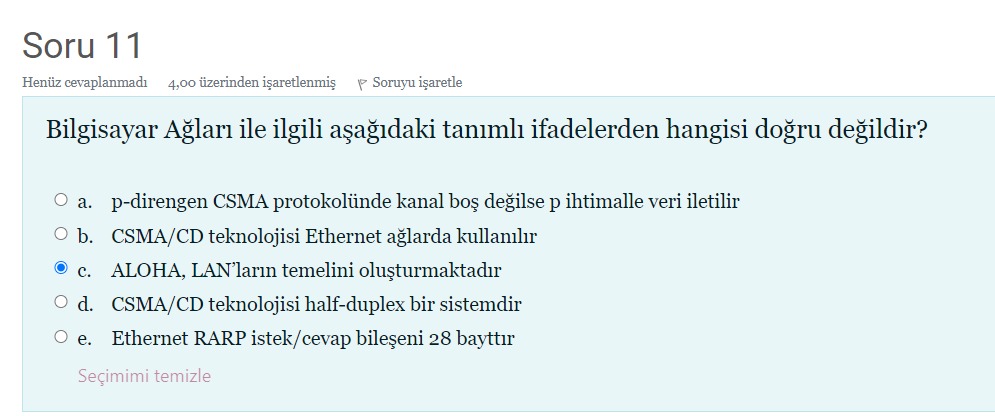 Soru 11
Henüz cevaplanmadı 4,00 üzerinden işaretlenmiş Soruyu işaretle
Bilgisayar Ağları ile ilgili aşağıdaki tanımlı ifadelerden hangisi doğru değildir?
a. p-direngen CSMA protokolünde kanal boş değilse p ihtimalle veri iletilir
b. CSMA/CD teknolojisi Ethernet ağlarda kullanılır
c. ALOHA, LAN’ların temelini oluşturmaktadır
d. CSMA/CD teknolojisi half-duplex bir sistemdir
e. Ethernet RARP istek/cevap bileşeni 28 bayttır
Seçimimi temizle